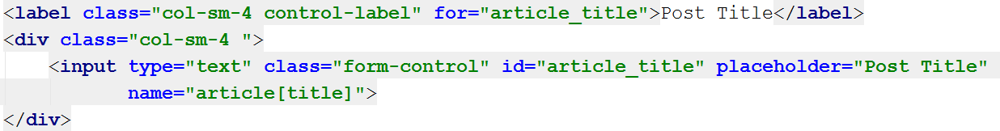 <label class="col-sm-4 control-label" for="article_title">Post Title</label>
<div class="col-sm-4 ">
    <input type="text" class="form-control" id="article_title" placeholder="Post Title"
           name="article[title]">
</div>